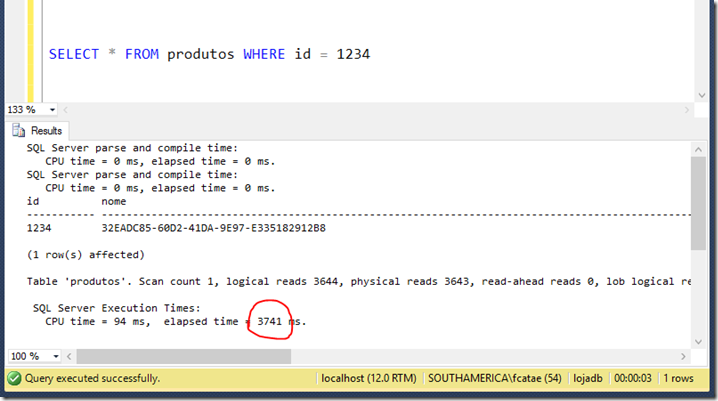 SELECT * FROM produtos WHERE id = 1234
133 %
Results
SQL Server parse and compile time:
CPU time = 0 ms, elapsed time = 0 ms.
SQL Server parse and compile time:
CPU time = 0 ms, elapsed time = 0 ms.
id nome
----------- ----------------------------------------------------------------------------------------------------
1234 32EADC85-60D2-41DA-9E97-E335182912B8
(1 row(s) affected)
Table 'produtos'. Scan count 1, logical reads 3644, physical reads 3643, read-ahead reads 0, lob logical re
SQL Server Execution Times:
CPU time = 94 ms, elapsed time = 3741 ms.
100 %
Query executed successfully. localhost (12.0 RTM) SOUTHAMERICA\fcatae (54) lojadb 00:00:03 1 rows